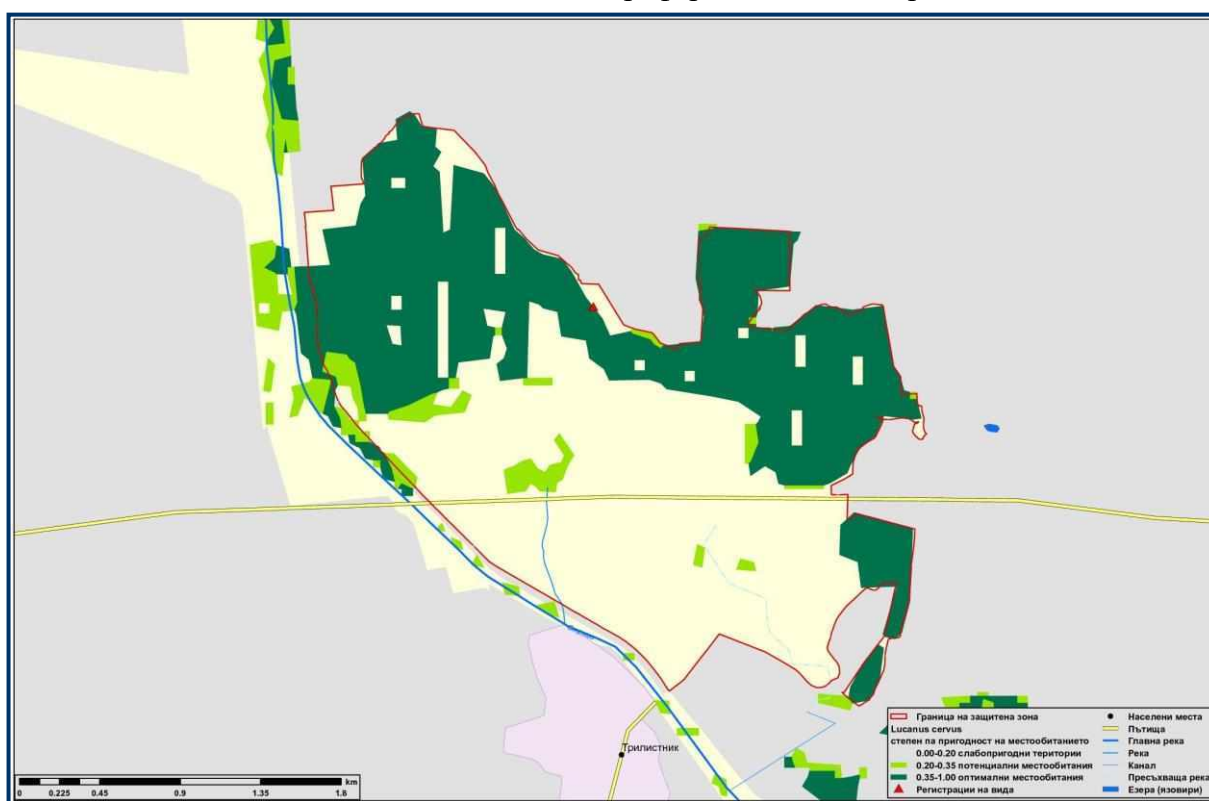 Трилистник
km
0 0.225 0.45 0.9 1.35 1.8
Граница на защитена зона
Lucanus cervus
степен па пригодност на местообитанието
0.00-0.20 слабопригодни територии
0.20-0.35 потенциални местообитания
0.35-1.00 оптимални местообитания
Регистрации на вида
Населени места
Пътища
Главна река
Река
Канал
Пресъхваща река
Езера (язовири)